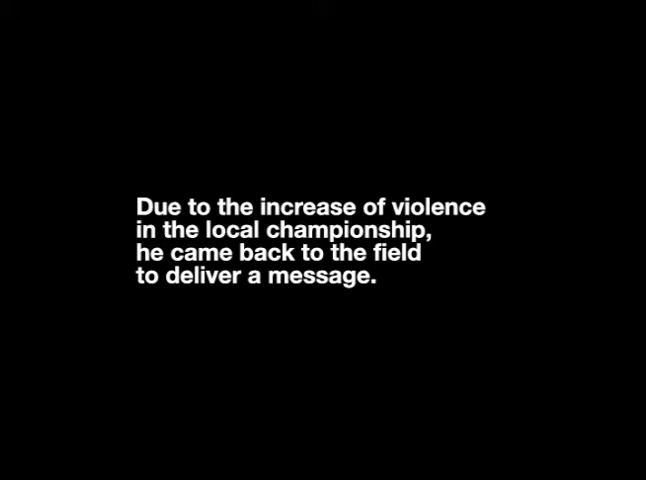 Due to the increase of violence
in the local championship,
he came back to the field
to deliver a message.